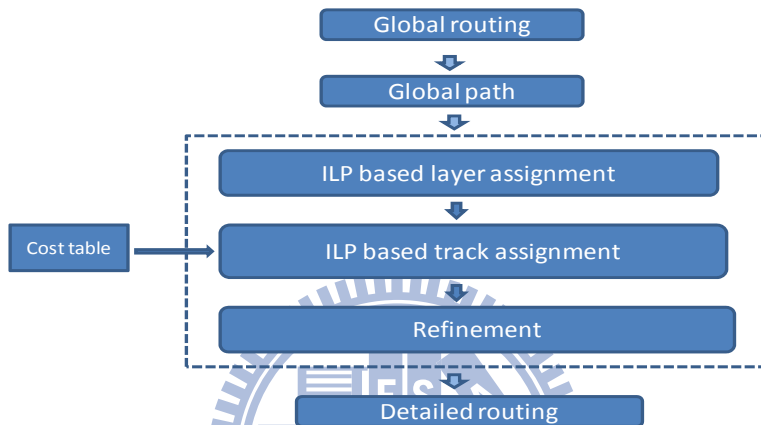 Global routing
Global path
ILP based layer assignment
Cost table
ILP based track assignment
Refinement
Detailed routing